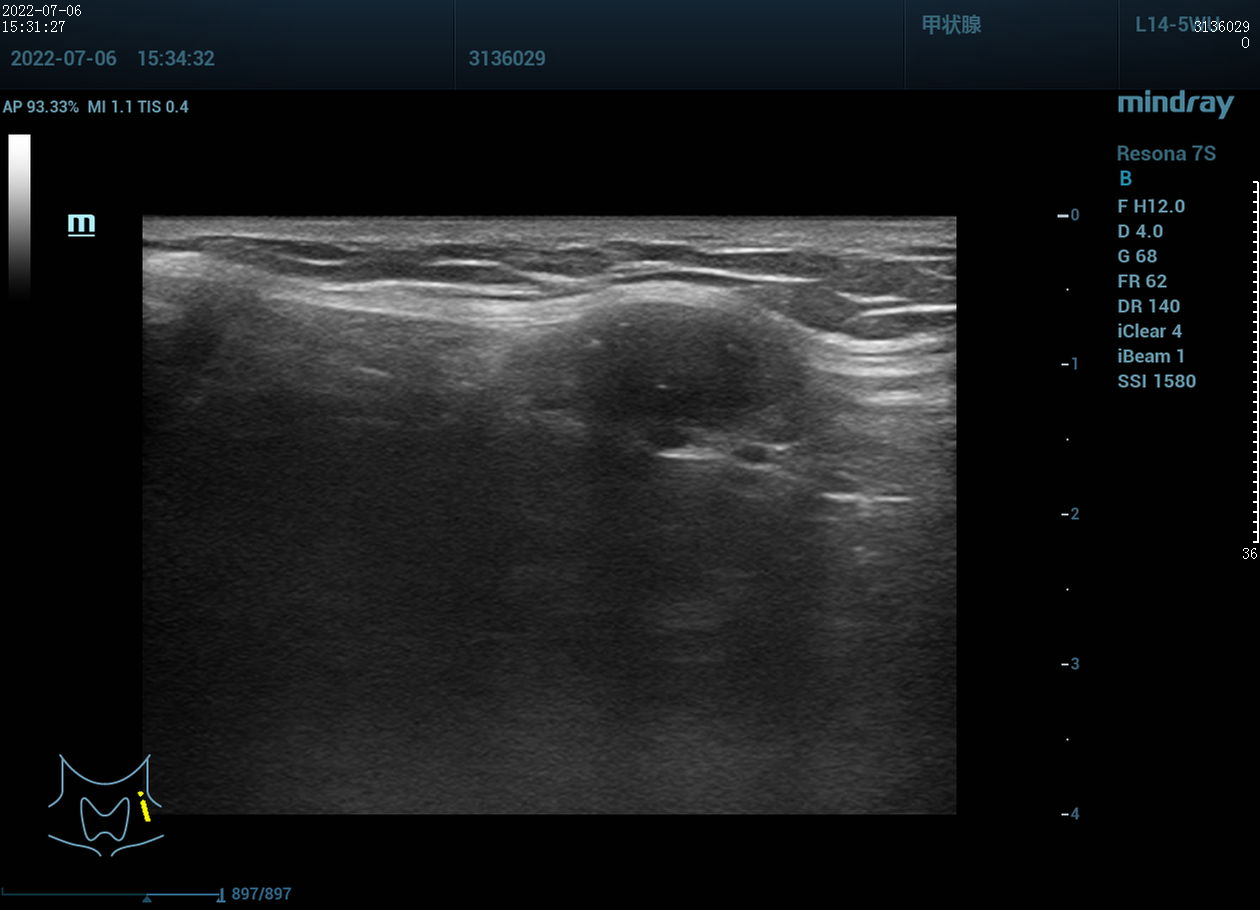 2022-07-06
15:31:27
甲状腺
3136029
0
2022-07-06 15:34:32
3136029
AP 93.33% MI 1.1 TIS 0.4
mindray
Resona 7S
B
F H12.0
D 4.0
G 68
FR 62
DR 140
iClear 4
iBeam 1
SSI 1580
m
0
1
2
3
4
36
897/897